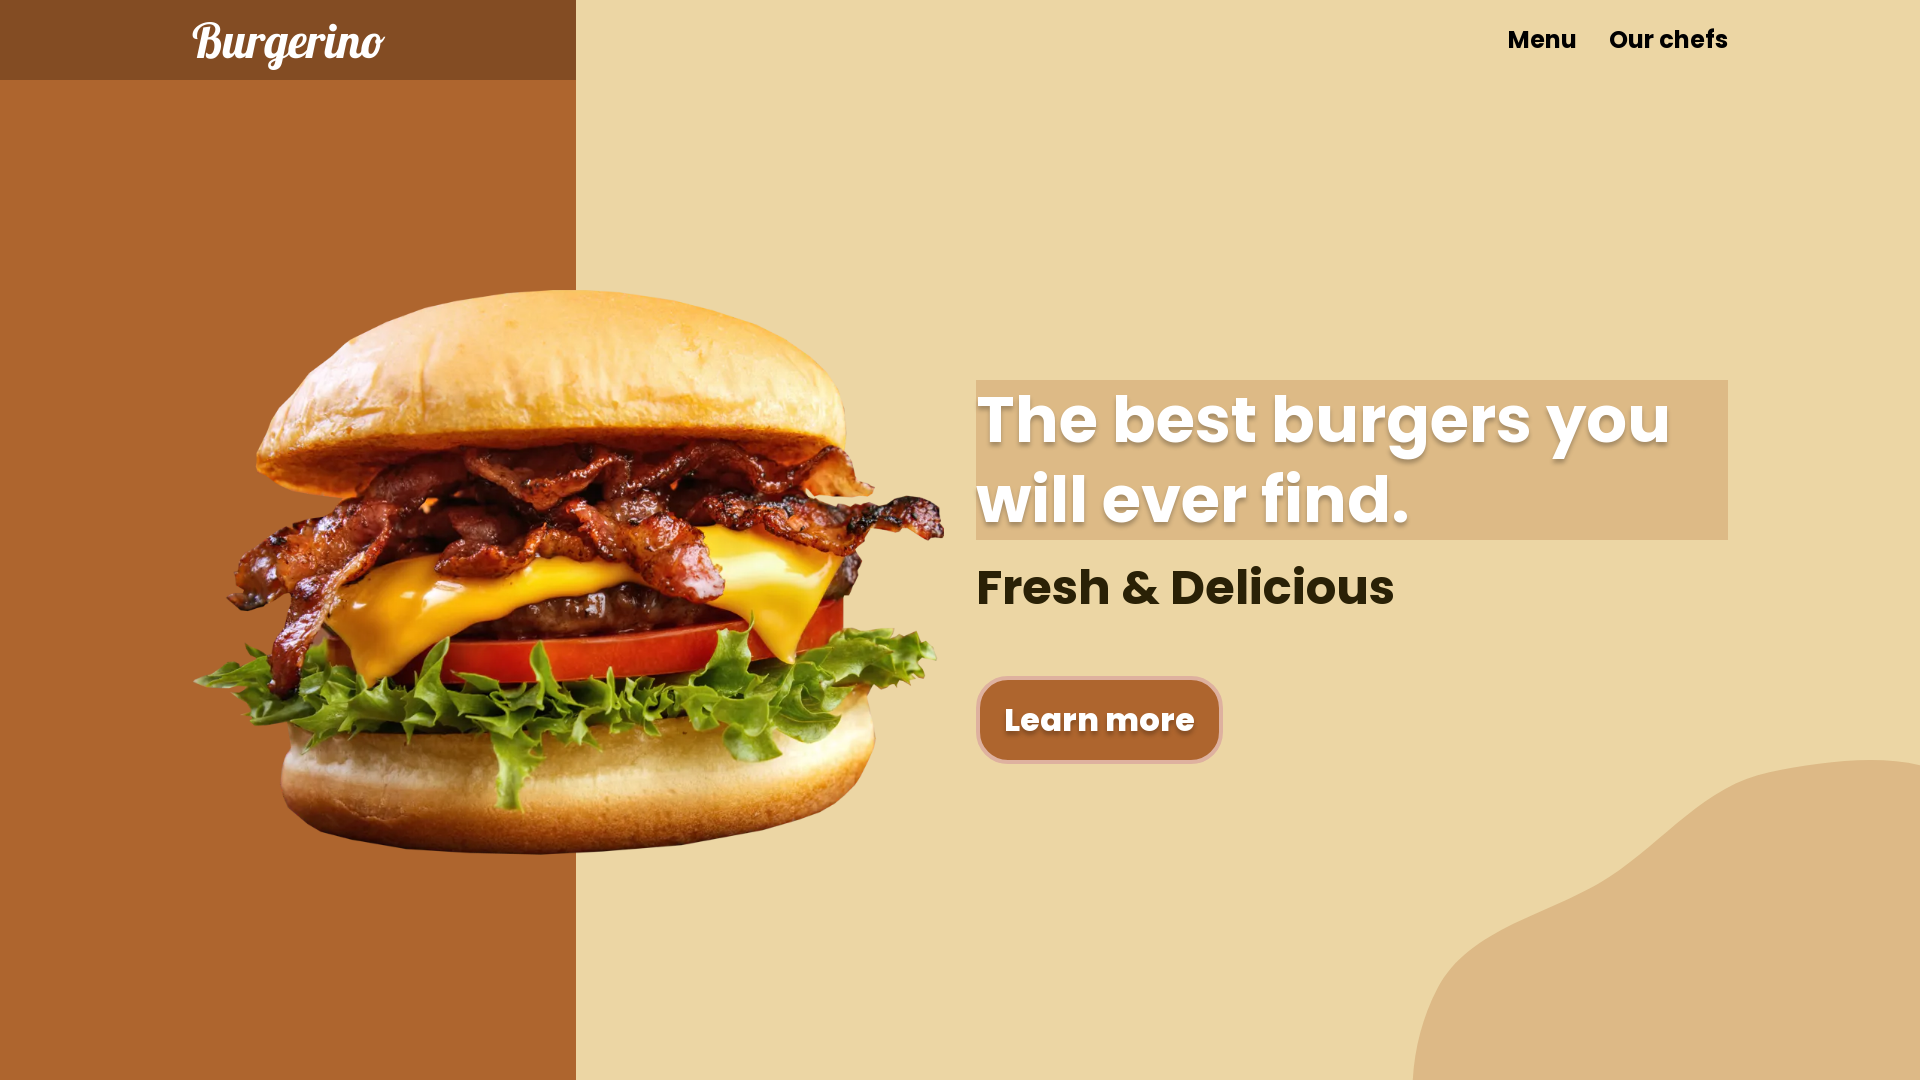 Burgerino
Menu Our chefs
The best burgers you
will ever find.
Fresh & Delicious
Learn more